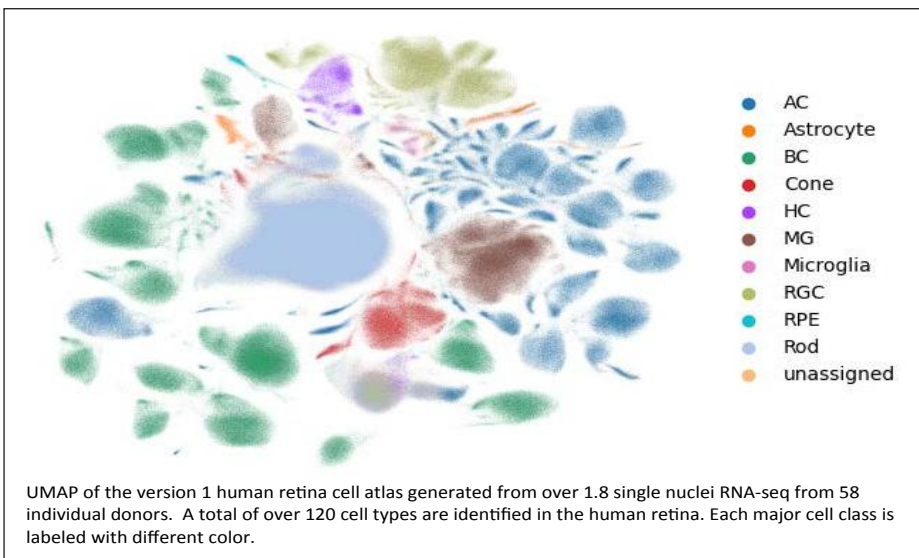 AC
Astrocyte
BC
Cone
HC
MG
Microglia
RGC
RPE
Rod
unassigned
UMAP of the version 1 human retina cell atlas generated from over 1.8 single nuclei RNA-seq from 58
individual donors.  A total of over 120 cell types are identified in the human retina. Each major cell class is
labeled with different color.